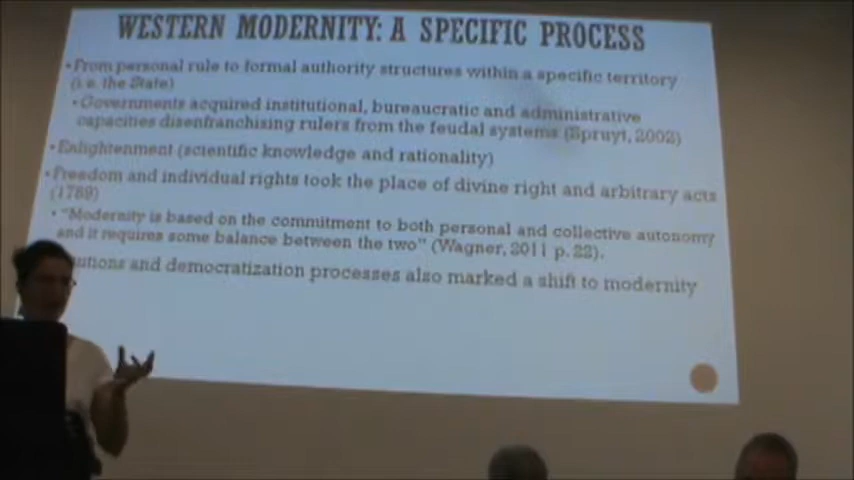 WESTERN MODERNITY: A SPECIFIC PROCESS
• From personal rule to formal authority structures within a specific territory
(i.e. the State)
• Governments acquired institutional, bureaucratic and administrative
capacities disenfranchising rulers from the feudal systems (Spruyt, 2002)
• Enlightenment (scientific knowledge and rationality)
• Freedom and individual rights took the place of divine right and arbitrary acts
(1789)
• "Modernity is based on the commitment to both personal and collective autonomy
and it requires some balance between the two" (Wagner, 2011 p. 22).
and democratization processes also marked a shift to modernity